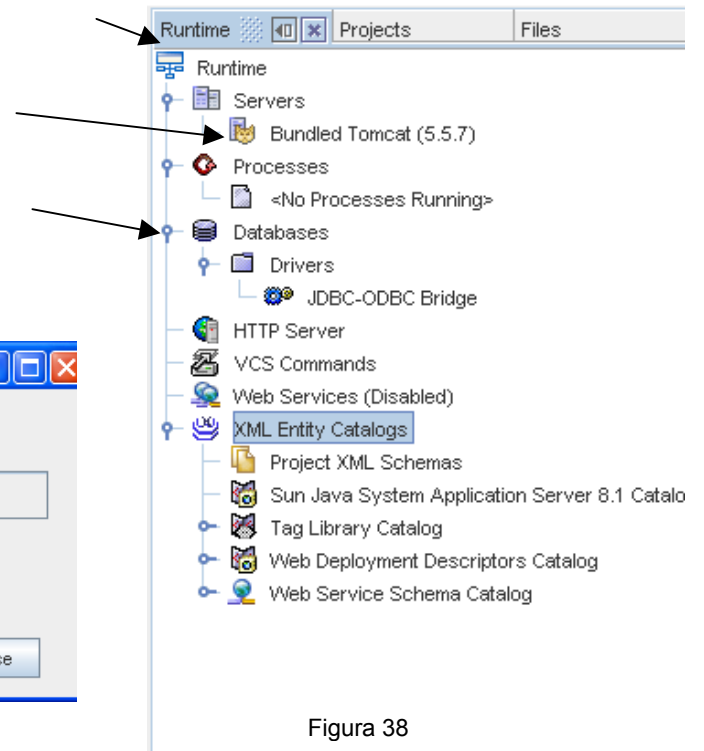 Runtime Projects Files
Runtime
Servers
Bundled Tomcat (5.5.7)
Processes
<No Processes Running>
Databases
Drivers
JDBC-ODBC Bridge
HTTP Server
VCS Commands
Web Services (Disabled)
XML Entity Catalogs
Project XML Schemas
Sun Java System Application Server 8.1 Catalo
Tag Library Catalog
Web Deployment Descriptors Catalog
Web Service Schema Catalog
Figura 38